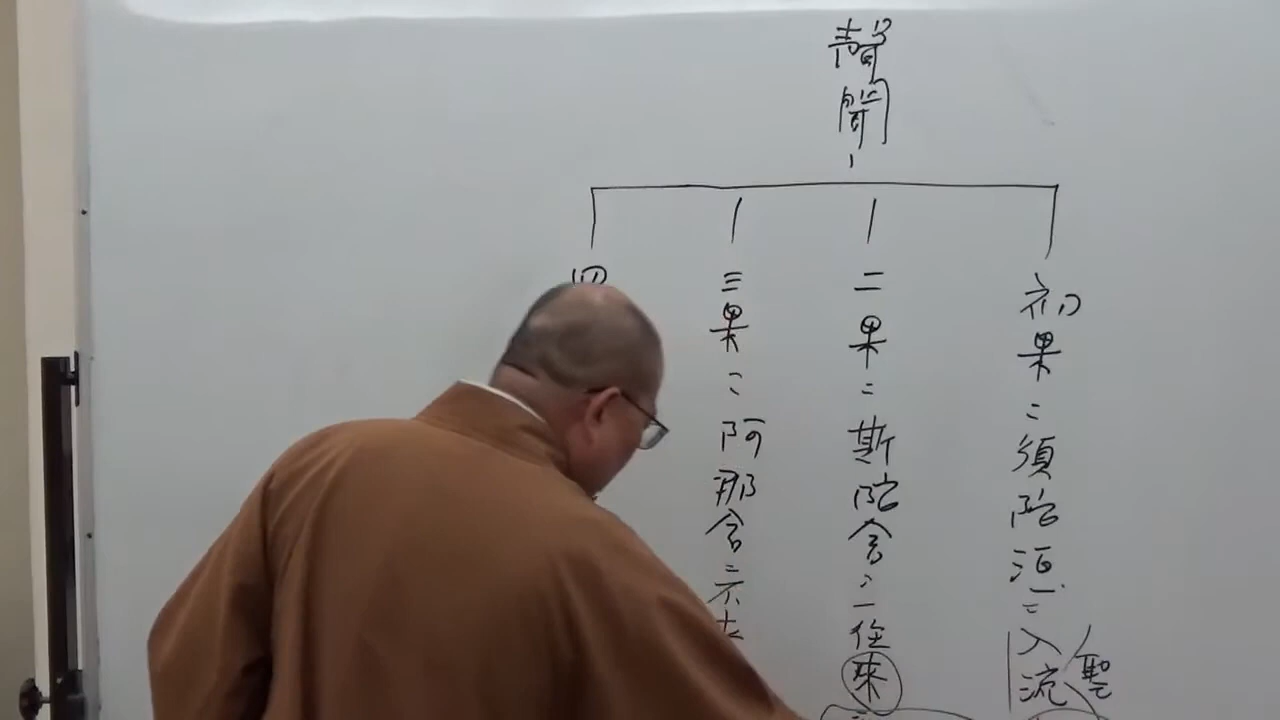 聲聞
初果：須陀洹：入流
聖
二果：斯陀含：一往來
三果：阿那含：不
四